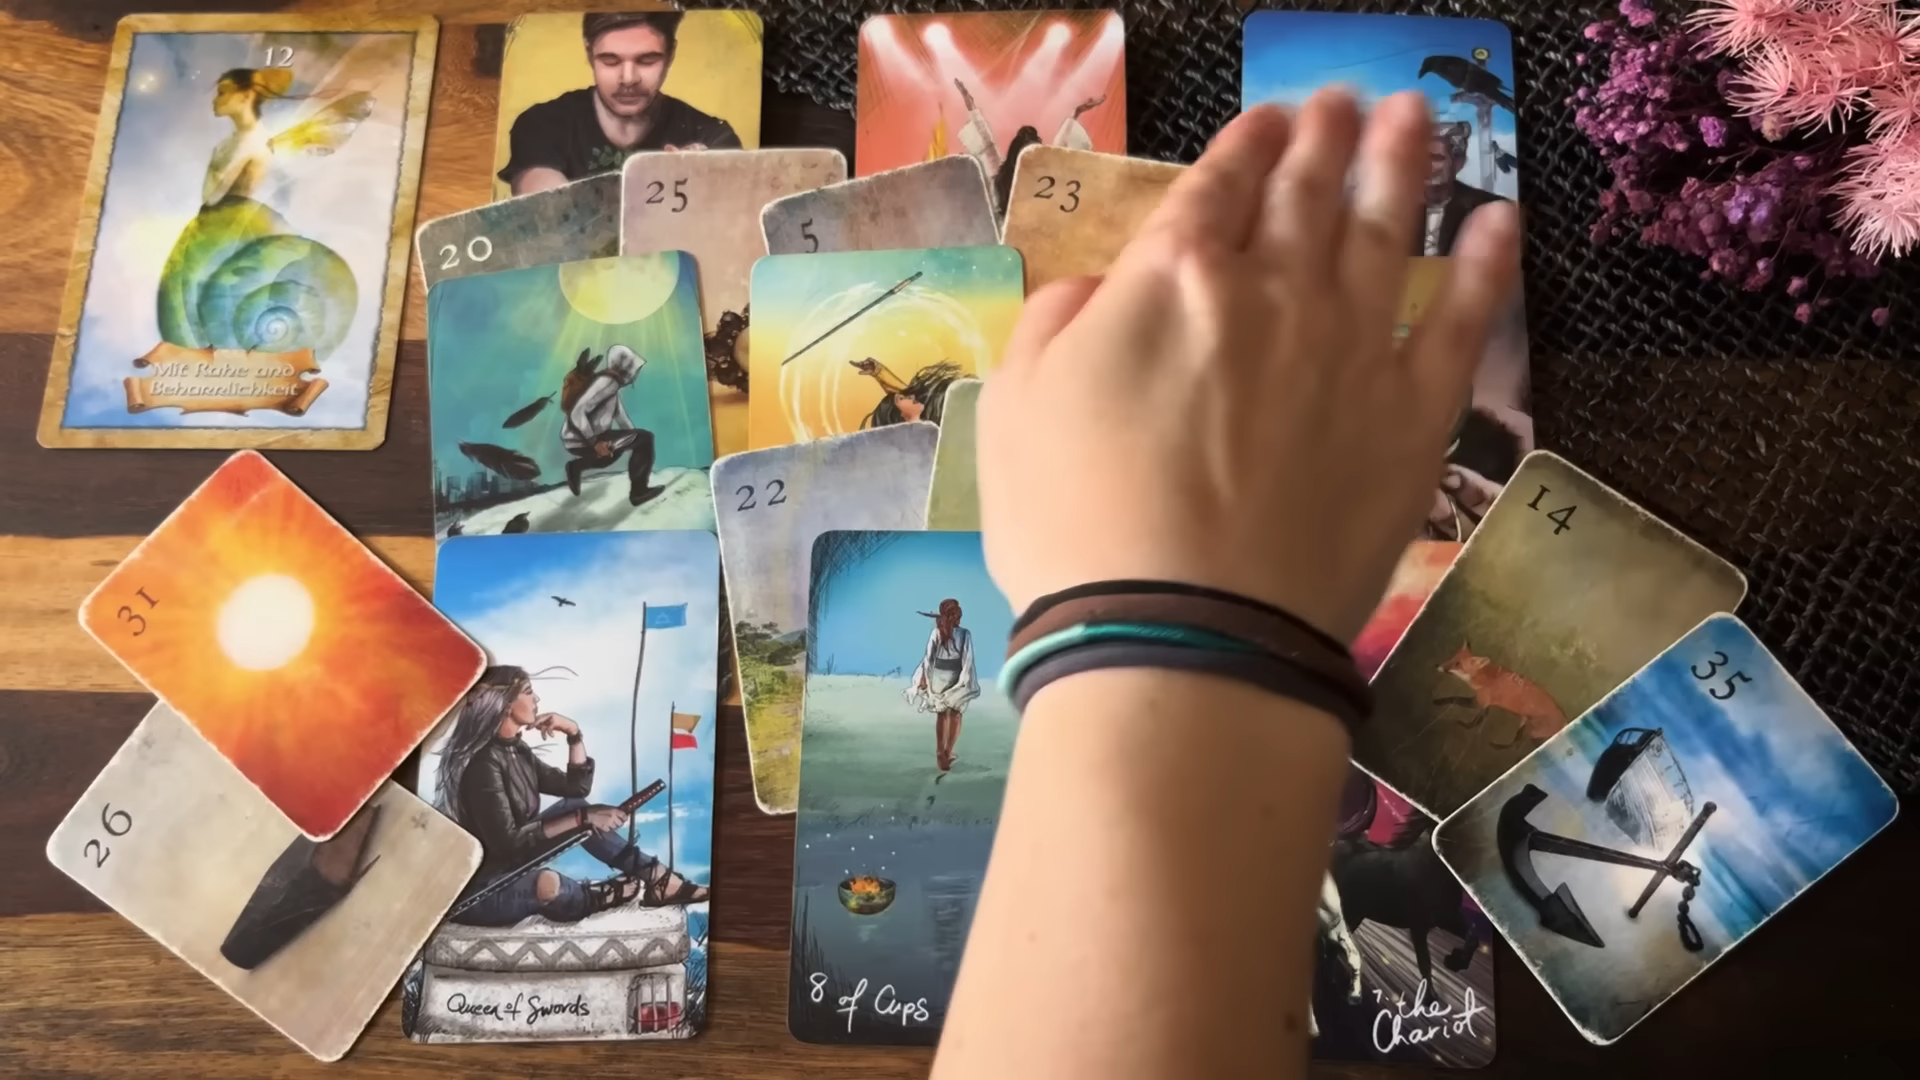 12
Mit Ruhe und
Beharrlichkeit
20
25
5
23
22
31
26
14
35
Queen of Swords
8 of Cups
7
the
Chariot